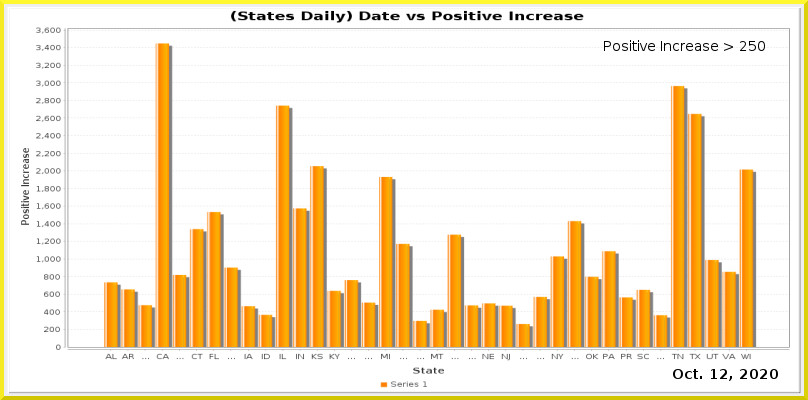 (States Daily) Date vs Positive Increase
Positive Increase > 250
3,600
3,400
3,200
3,000
2,800
2,600
2,400
2,200
2,000
1,800
1,600
1,400
1,200
1,000
800
600
400
200
0
Positive Increase
AL AR ... CA ... CT FL ... IA ID IL IN KS KY ... ... MI ... ... MT ... ... NE NJ ... ... NY ... OK PA PR SC ... TN TX UT VA WI
State
Oct. 12, 2020
Series 1